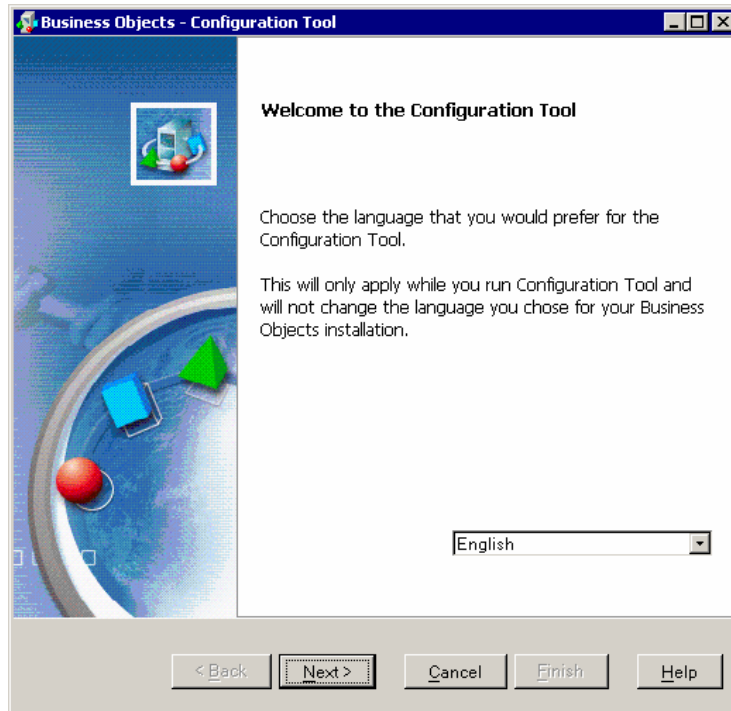 Business Objects - Configuration Tool
Welcome to the Configuration Tool
Choose the language that you would prefer for the
Configuration Tool.
This will only apply while you run Configuration Tool and
will not change the language you chose for your Business
Objects installation.
English
< Back
Next >
Cancel
Finish
Help